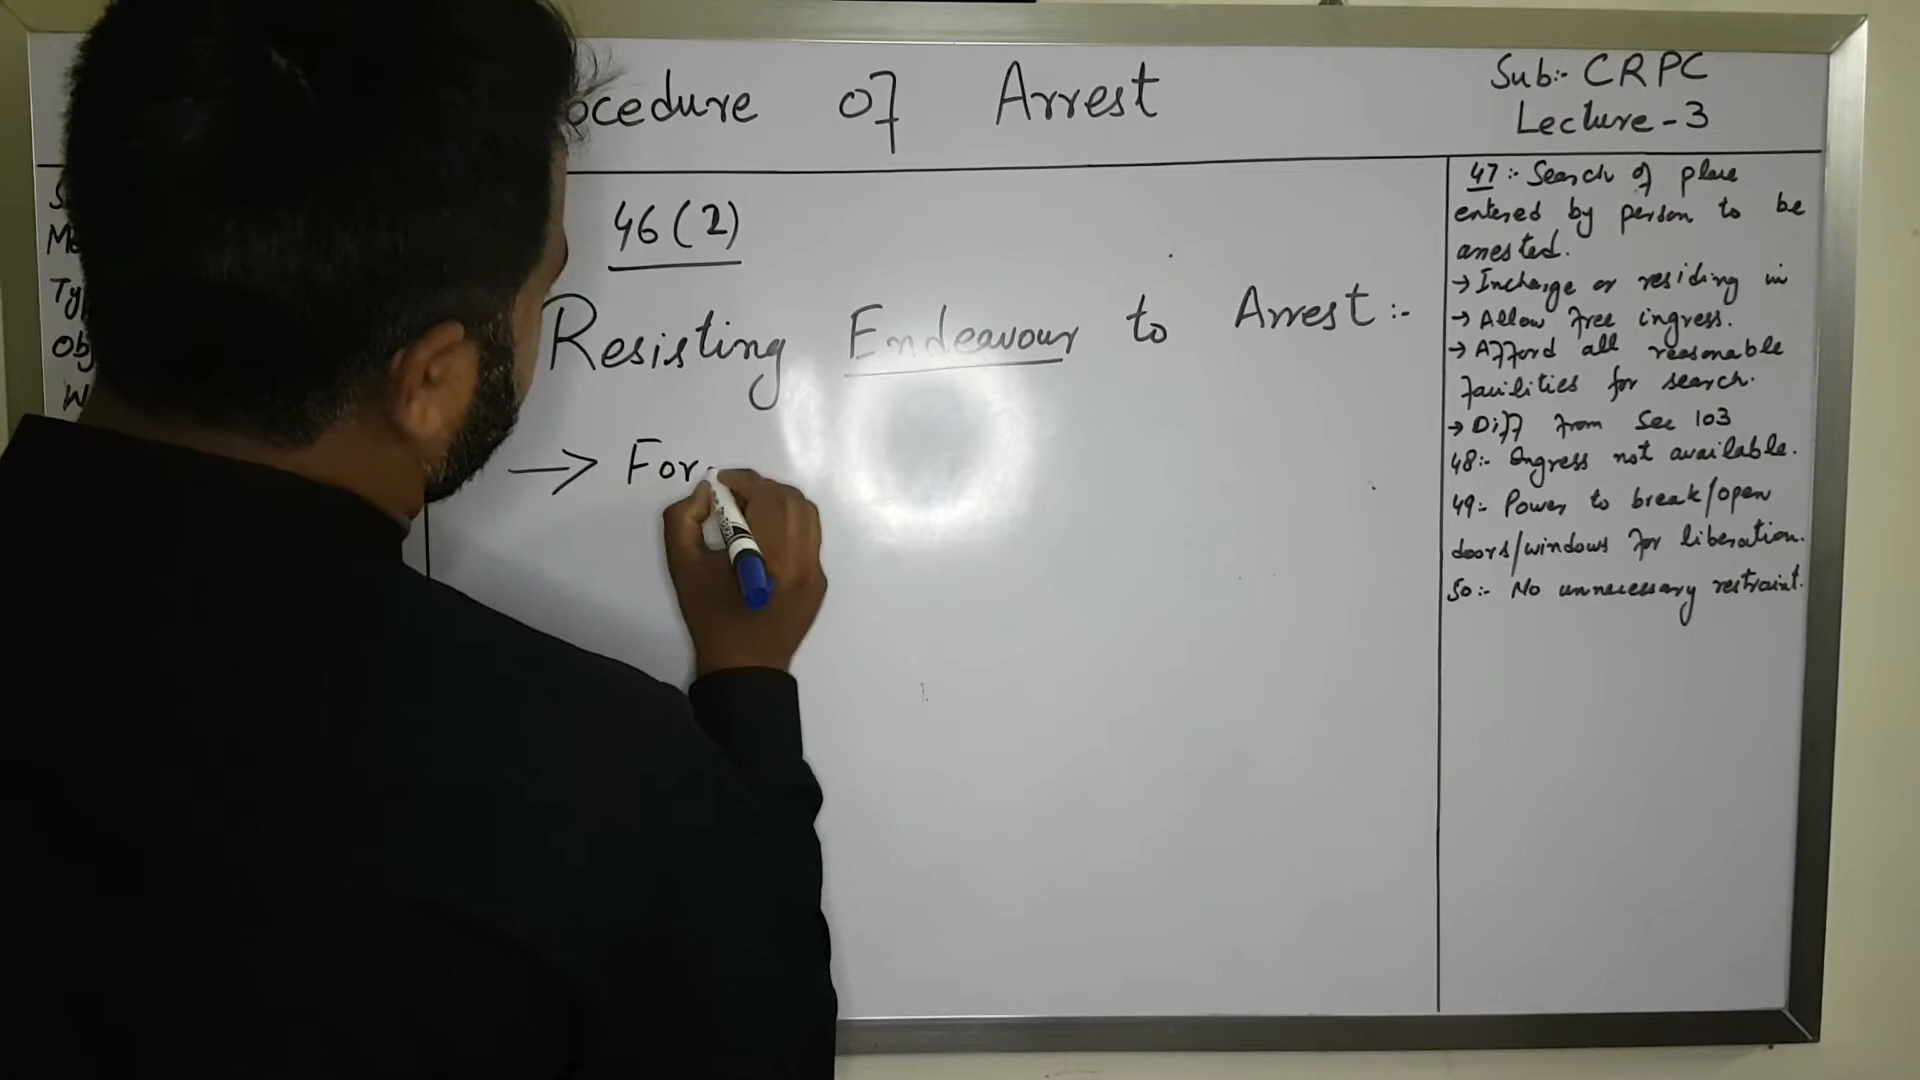 ocedure of Arrest
Sub:- CRPC
Lecture - 3
46(2)
Resisting Endeavour to Arrest:-
→ For
47:- Search of place
entered by person to be
arrested.
→ Incharge or residing in
→ Allow free ingress.
→ Afford all reasonable
facilities for search.
→ Diff from Sec 103
48:- Ingress not available.
49:- Power to break/open
doors/windows for liberation.
50:- No unnecessary restraint.